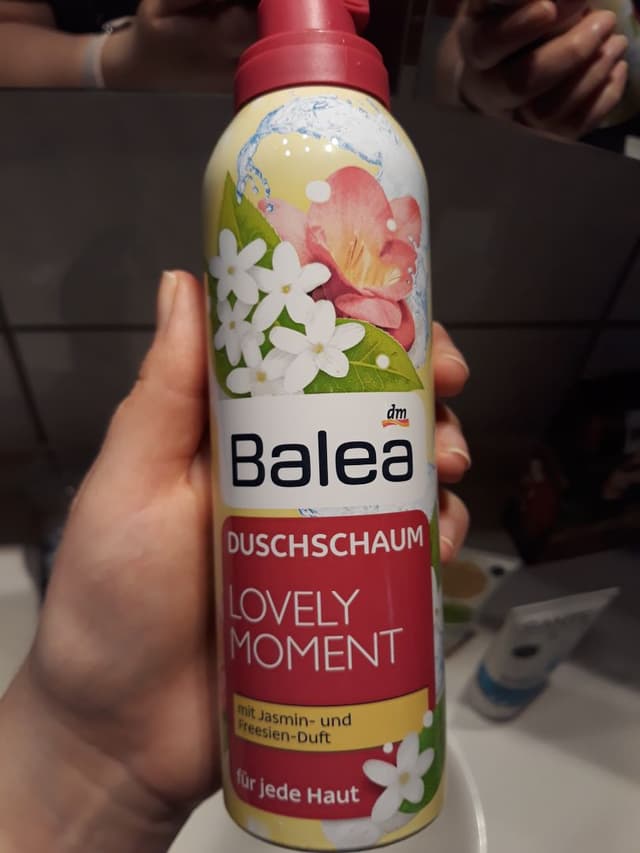 dm
Balea
DUSCHSCHAUM
LOVELY
MOMENT
mit Jasmin- und
Freesien-Duft
für jede Haut